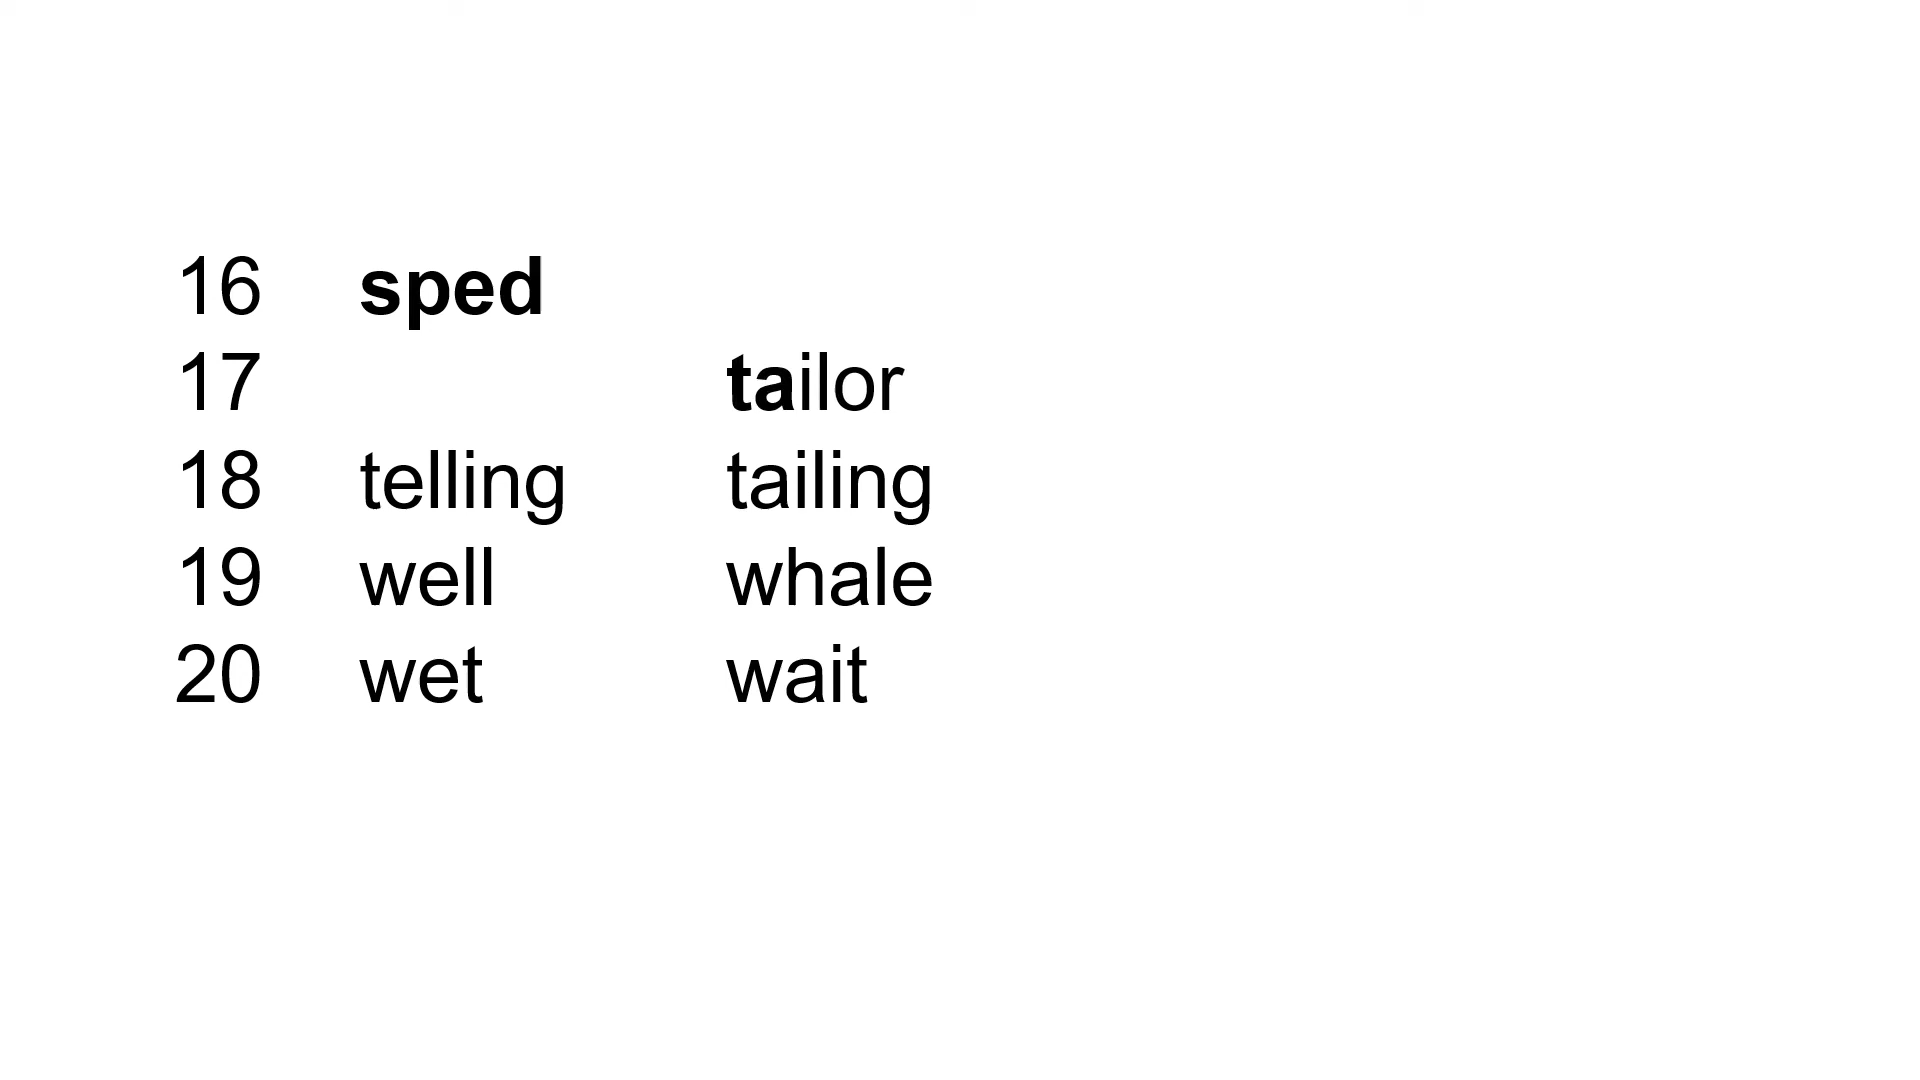 16 sped
17 tailor
18 telling tailing
19 well whale
20 wet wait